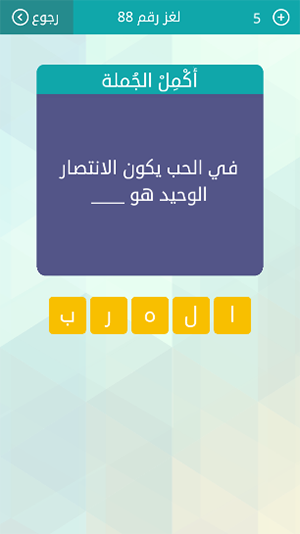 رجوع
لغز رقم 88
5
أكْمِلْ الجُملة
في الحب يكون الانتصار
الوحيد هو ____
ا ل ه ر ب